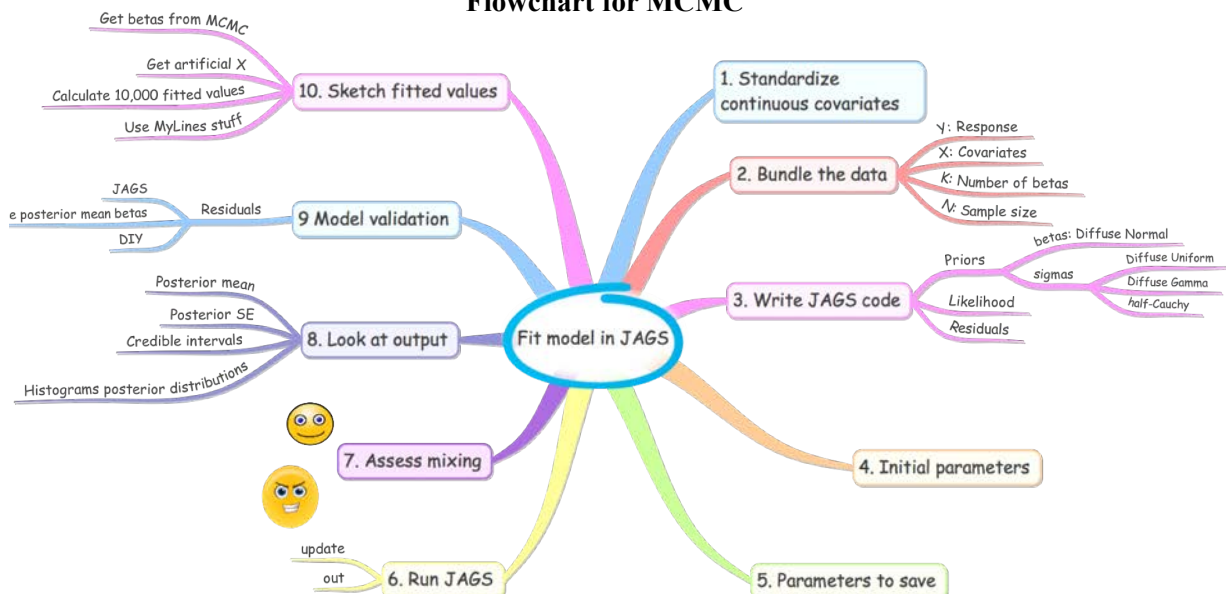 Flowchart for MCMC
Fit model in JAGS
1. Standardize
continuous covariates
2. Bundle the data
Y: Response
X: Covariates
K: Number of betas
N: Sample size
3. Write JAGS code
Priors
betas: Diffuse Normal
sigmas
Diffuse Uniform
Diffuse Gamma
half-Cauchy
Likelihood
Residuals
4. Initial parameters
5. Parameters to save
6. Run JAGS
update
out
7. Assess mixing
8. Look at output
Posterior mean
Posterior SE
Credible intervals
Histograms posterior distributions
9 Model validation
Residuals
JAGS
e posterior mean betas
DIY
10. Sketch fitted values
Get betas from MCMC
Get artificial X
Calculate 10,000 fitted values
Use MyLines stuff